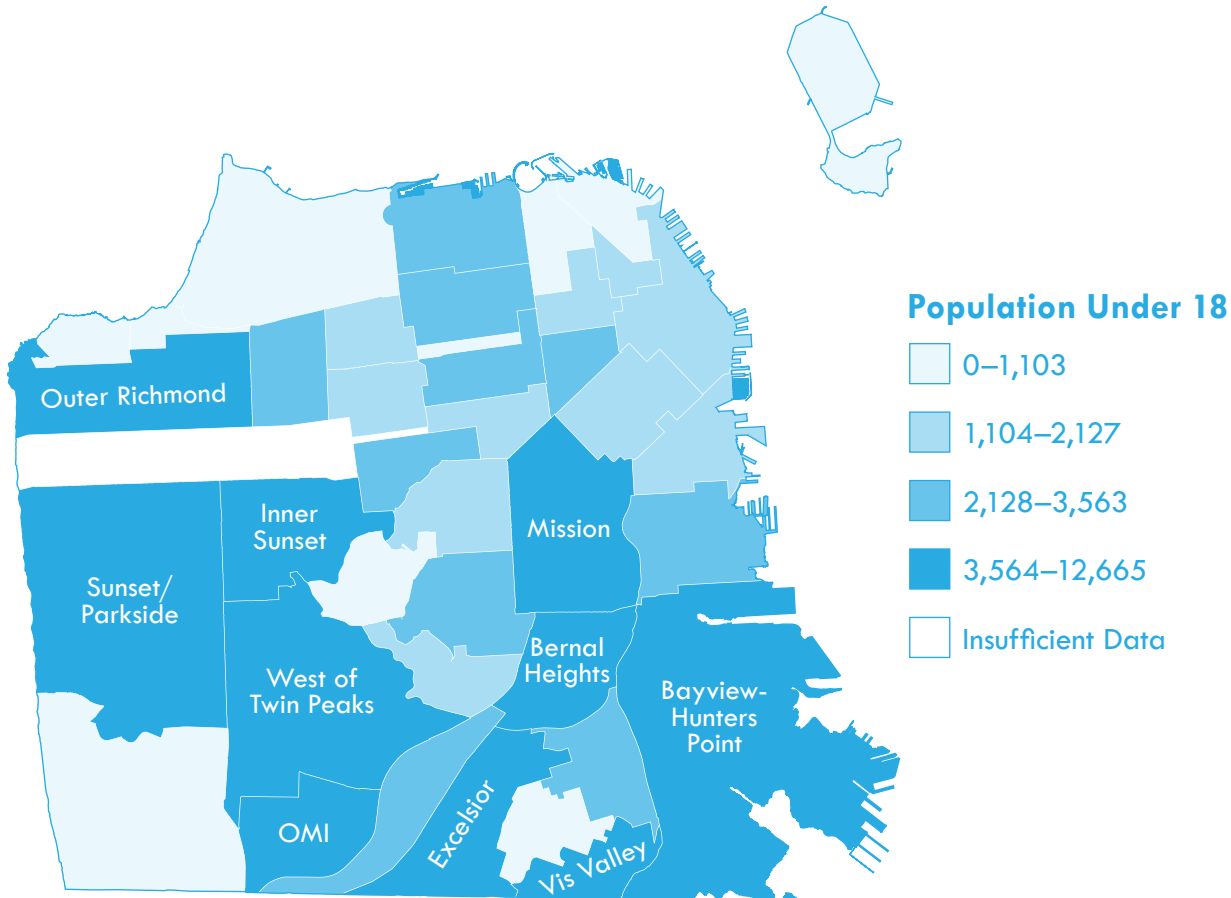 Population Under 18
0–1,103
1,104–2,127
2,128–3,563
3,564–12,665
Insufficient Data
Outer Richmond
Inner
Sunset
Mission
Sunset/
Parkside
Bernal
Heights
West of
Twin Peaks
Bayview-
Hunters
Point
OMI
Excelsior
Vis Valley